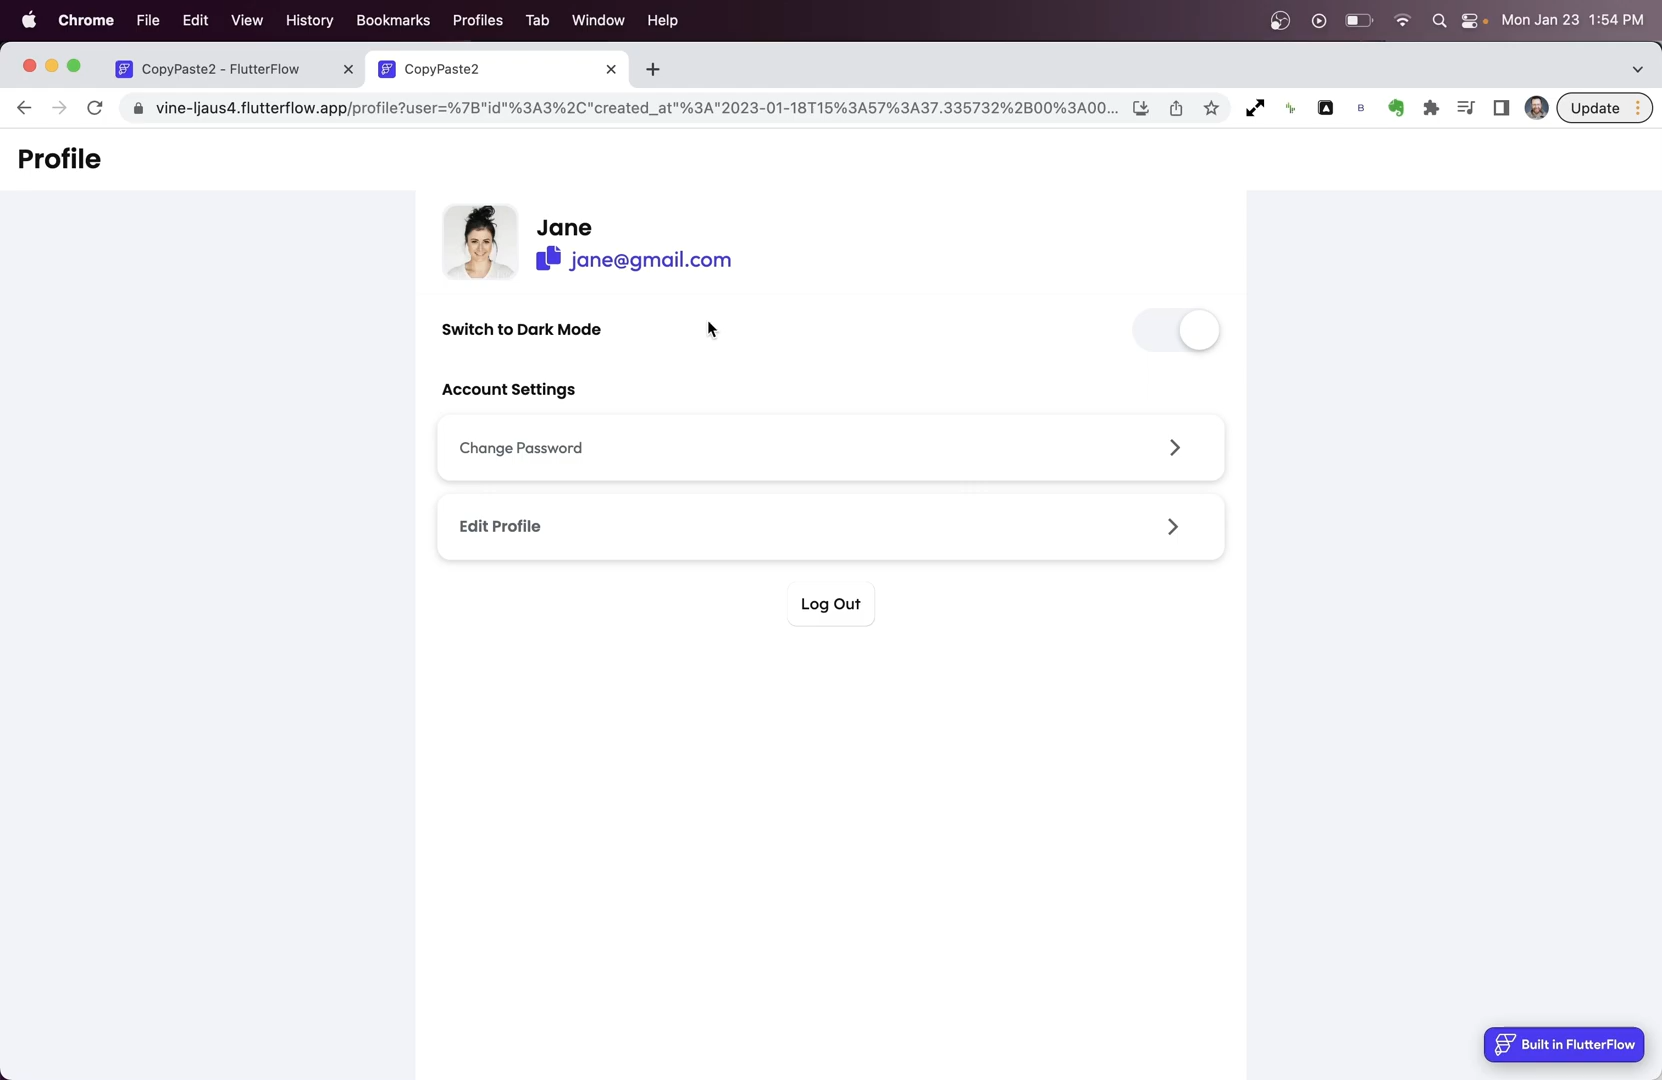 Chrome File Edit View History Bookmarks Profiles Tab Window Help Mon Jan 23 1:54 PM
CopyPaste2 - FlutterFlow CopyPaste2
vine-ljaus4.flutterflow.app/profile?user=%7B"id"%3A3%2C"created_at"%3A"2023-01-18T15%3A57%3A37.335732%2B00%3A00... Update
Profile
Jane
jane@gmail.com
Switch to Dark Mode
Account Settings
Change Password
Edit Profile
Log Out
Built in FlutterFlow